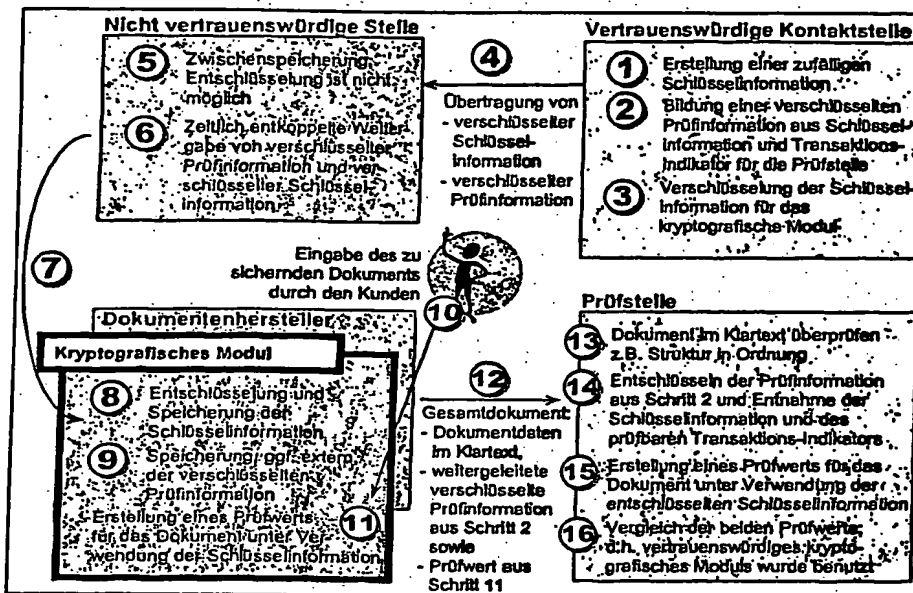 Nicht vertrauenswürdige Stelle
5
Zwischenspeicherung,
Entschlüsselung ist nicht
möglich
6
Zeitlich entkoppelte Weiter-
gabe von verschlüsselter
Prüfinformation und ver-
schlüsselter Schlüssel-
information
4
Übertragung von
- verschlüsselter
Schlüssel-
information
- verschlüsselter
Prüfinformation
Vertrauenswürdige Kontaktstelle
1
Erstellung einer zufälligen
Schlüsselinformation
2
Bildung einer verschlüsselten
Prüfinformation aus Schlüssel-
information und Transaktions-
Indikator für die Prüfstelle
3
Verschlüsselung der Schlüssel-
information für das
kryptografische Modul
7
Eingabe des zu
sichernden Dokuments
durch den Kunden
10
Dokumentenhersteller
Kryptografisches Modul
8
Entschlüsselung und
Speicherung der
Schlüsselinformation
9
Speicherung, ggf. extern
der verschlüsselten
Prüfinformation
11
Erstellung eines Prüfwerts
für das Dokument unter Ver-
wendung der Schlüsselinformation
12
Gesamtdokument:
- Dokumentdaten
im Klartext,
- weitergeleitete
verschlüsselte
Prüfinformation
aus Schritt 2
sowie
- Prüfwert aus
Schritt 11
Prüfstelle
13
Dokument im Klartext überprüfen
z.B. Struktur in Ordnung
14
Entschlüsseln der Prüfinformation
aus Schritt 2 und Entnahme der
Schlüsselinformation und des
prüfbaren Transaktions-Indikators
15
Erstellung eines Prüfwerts für das
Dokument unter Verwendung der
entschlüsselten Schlüsselinformation
16
Vergleich der beiden Prüfwerte
d.h. vertrauenswürdiges krypto-
grafisches Moduls wurde benutzt